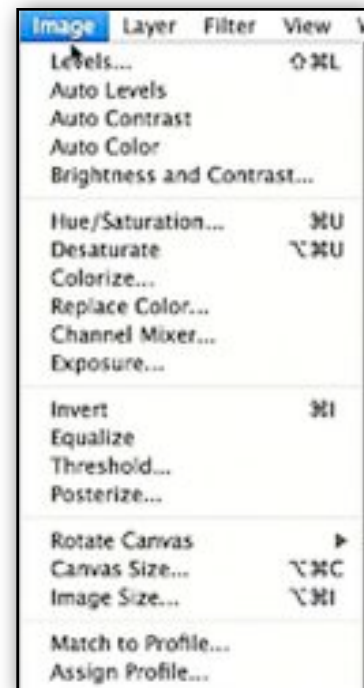 Image Layer Filter View
Levels... ⇧⌘L
Auto Levels
Auto Contrast
Auto Color
Brightness and Contrast...
Hue/Saturation... ⌘U
Desaturate ⌥⌘U
Colorize...
Replace Color...
Channel Mixer...
Exposure...
Invert ⌘I
Equalize
Threshold...
Posterize...
Rotate Canvas ▶
Canvas Size... ⌥⌘C
Image Size... ⌥⌘I
Match to Profile...
Assign Profile...